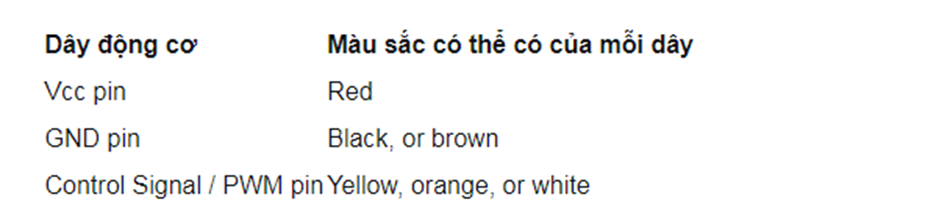 Dây động cơ Màu sắc có thể có của mỗi dây
Vcc pin Red
GND pin Black, or brown
Control Signal / PWM pin Yellow, orange, or white